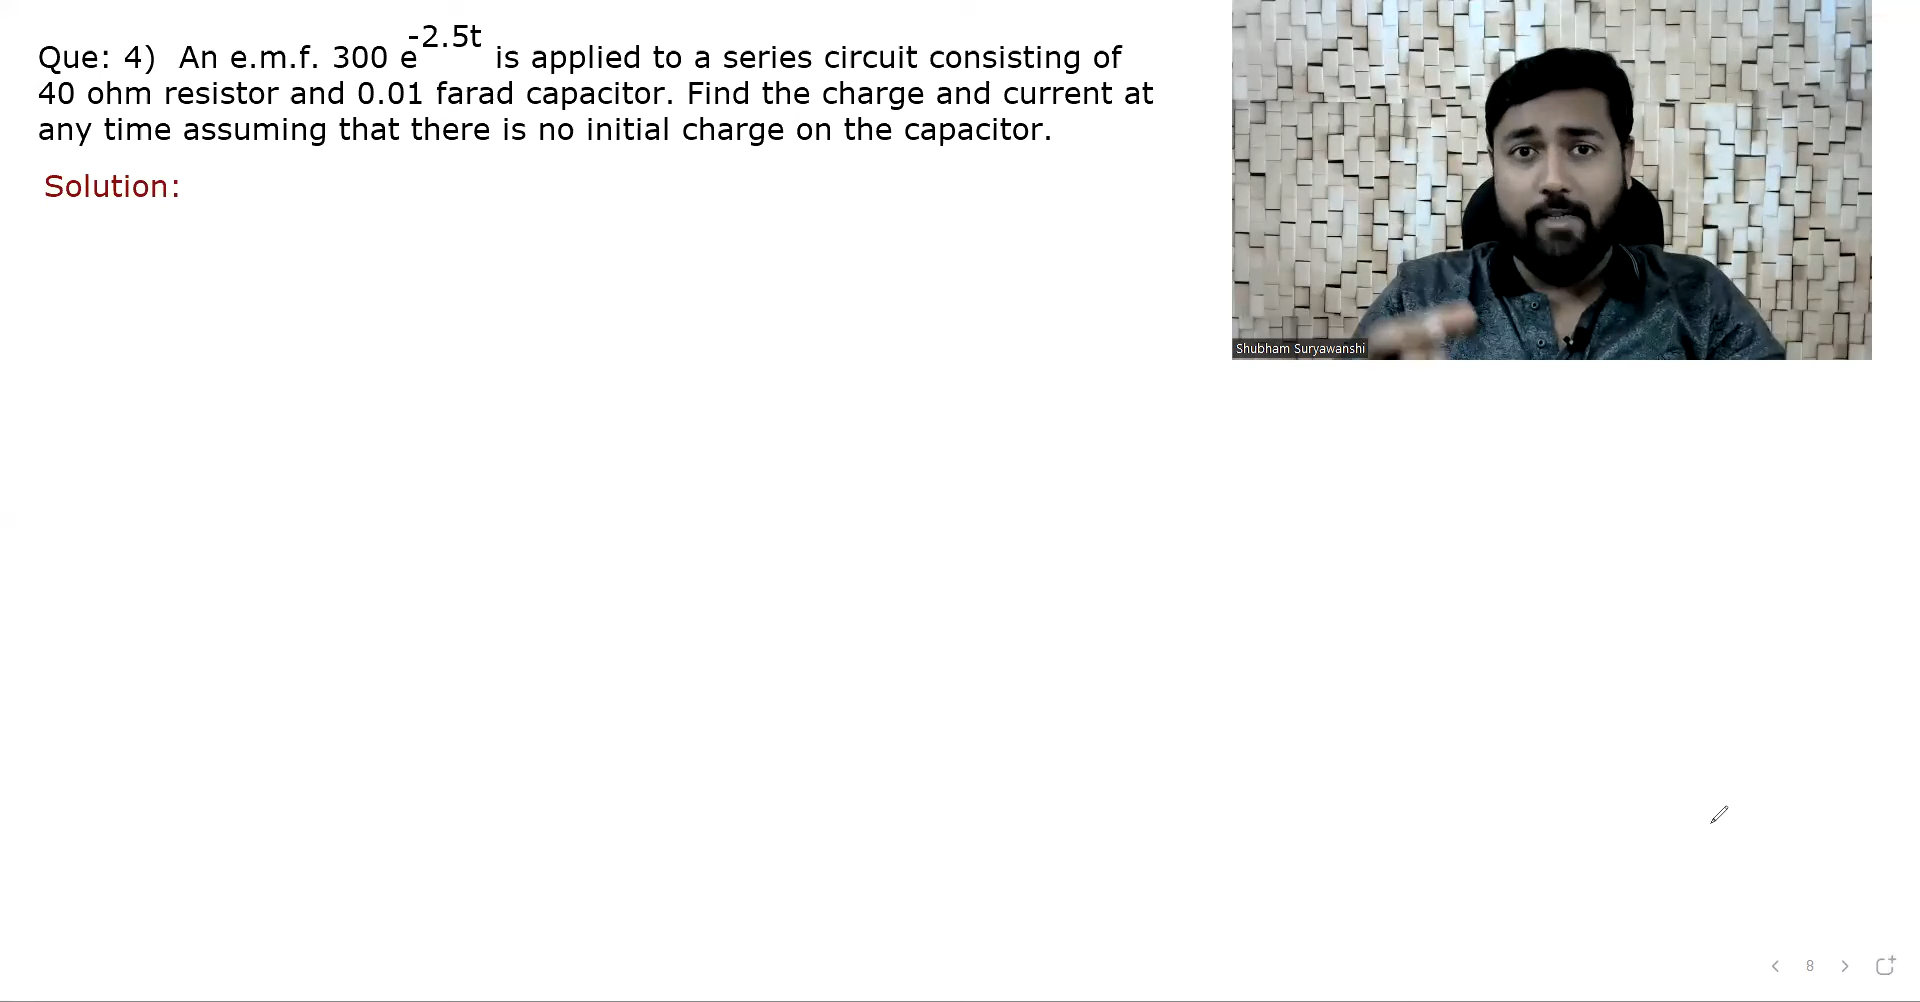 Que: 4)  An e.m.f. 300 e^-2.5t is applied to a series circuit consisting of
40 ohm resistor and 0.01 farad capacitor. Find the charge and current at
any time assuming that there is no initial charge on the capacitor.
Solution:
Shubham Suryawanshi
8